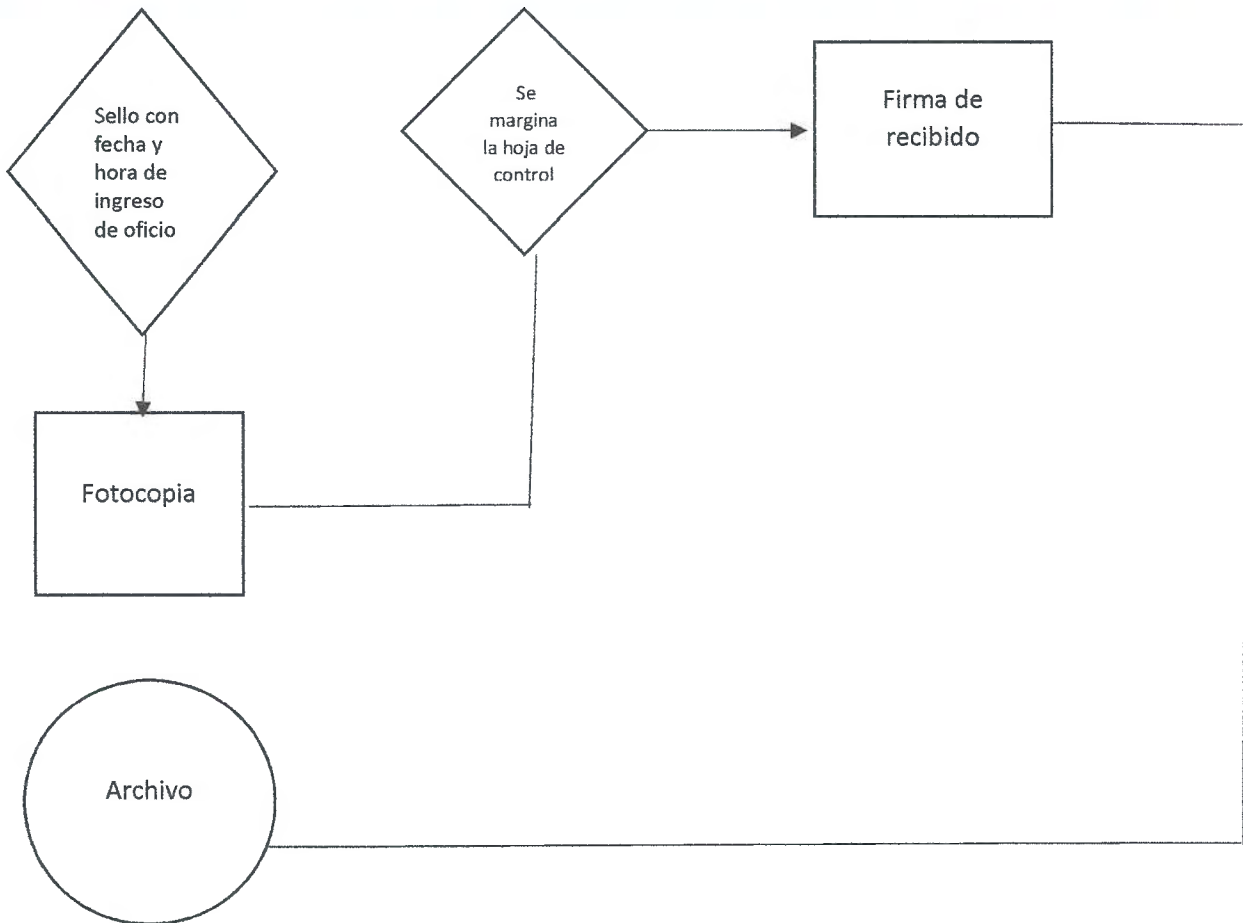 Sello con
fecha y
hora de
ingreso
de oficio
Se
margina
la hoja de
control
Firma de
recibido
Fotocopia
Archivo